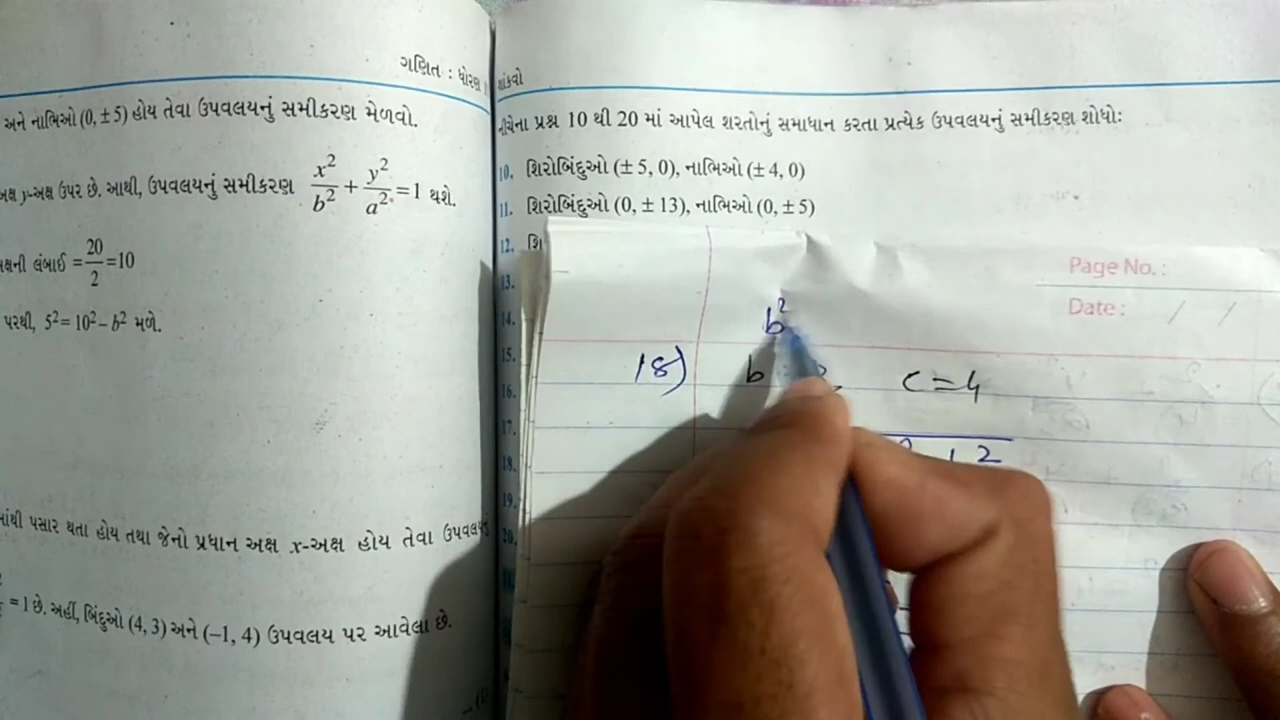 ગણિત : ધોરણ
અને નાભિઓ (0, ± 5) હોય તેવા ઉપવલયનું સમીકરણ મેળવો.
અક્ષ y-અક્ષ ઉપર છે. આથી, ઉપવલયનું સમીકરણ x²/b² + y²/a² = 1 થશે.
લંબાઈ = 20/2 = 10
પરથી, 5² = 10² – b² મળે.
પસાર થતા હોય તથા જેનો પ્રધાન અક્ષ x-અક્ષ હોય તેવા
= 1 છે. અહીં, બિંદુઓ (4, 3) અને (–1, 4) ઉપવલય પર આવેલા છે.
નીચેના પ્રશ્ન 10 થી 20 માં આપેલ શરતોનું સમાધાન કરતા પ્રત્યેક ઉપવલયનું સમીકરણ શોધો:
10. શિરોબિંદુઓ (± 5, 0), નાભિઓ (± 4, 0)
11. શિરોબિંદુઓ (0, ± 13), નાભિઓ (0, ± 5)
12. શિ
13.
14.
15.
16.
17.
18.
19.
20.
Page No. :
Date : / /
b²
18) b c = 4